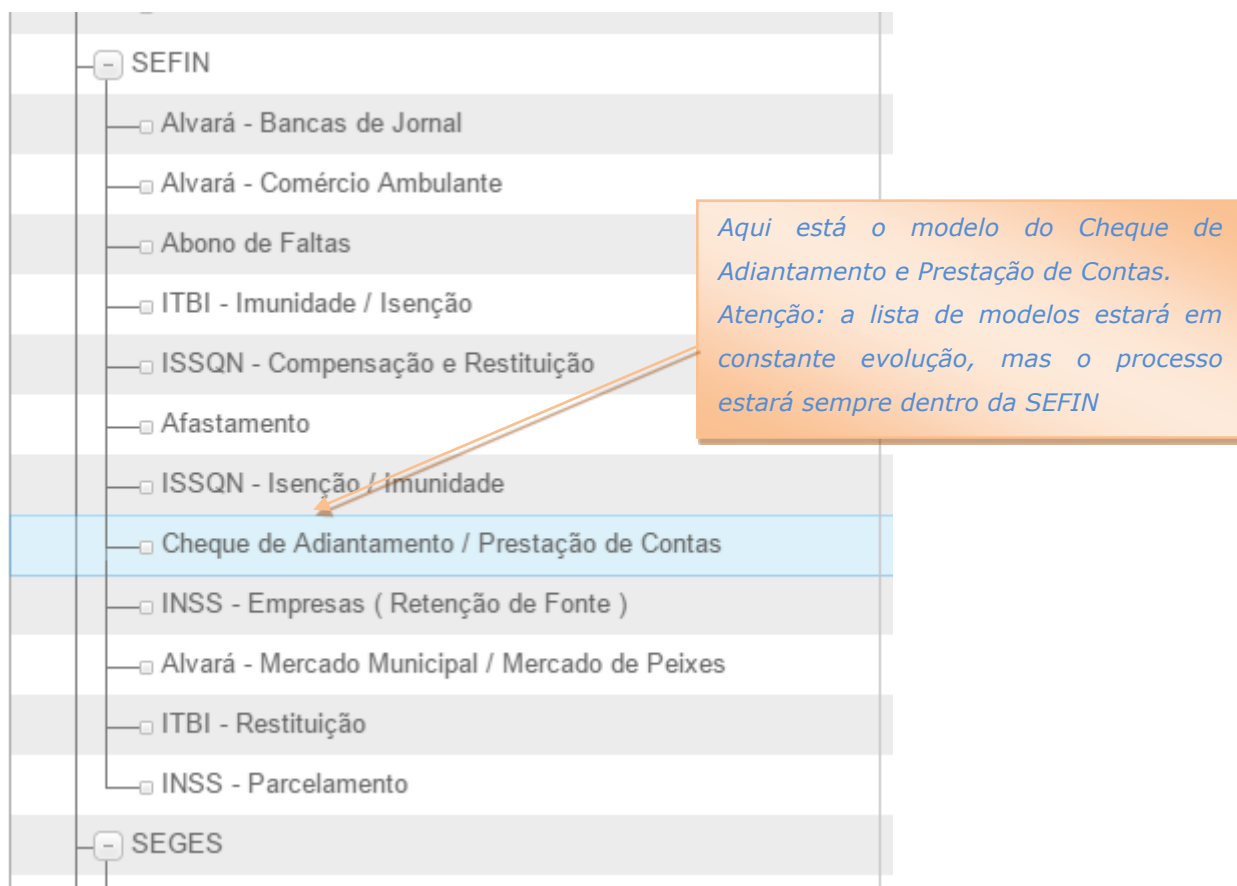 SEFIN
Alvará - Bancas de Jornal
Alvará - Comércio Ambulante
Abono de Faltas
ITBI - Imunidade / Isenção
ISSQN - Compensação e Restituição
Afastamento
ISSQN - Isenção / Imunidade
Cheque de Adiantamento / Prestação de Contas
INSS - Empresas ( Retenção de Fonte )
Alvará - Mercado Municipal / Mercado de Peixes
ITBI - Restituição
INSS - Parcelamento
SEGES
Aqui está o modelo do Cheque de
Adiantamento e Prestação de Contas.
Atenção: a lista de modelos estará em
constante evolução, mas o processo
estará sempre dentro da SEFIN